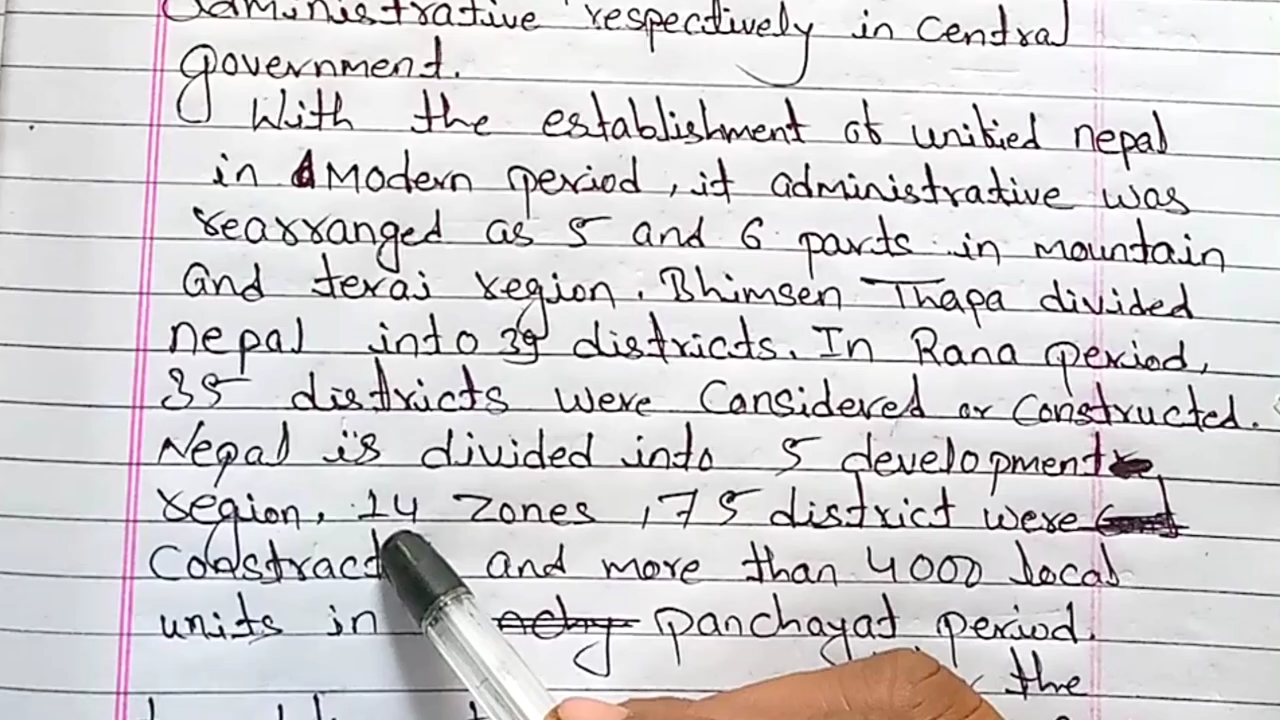 administrative respectively in central
government.
With the establishment of unified nepal
in Modern period, it administrative was
rearranged as 5 and 6 parts in mountain
and terai region. Bhimsen Thapa divided
nepal into 39 districts. In Rana period,
35 districts were Considered or Constructed.
Nepal is divided into 5 development
region, 14 zones, 75 district were
and more than 4000 local
units in panchayat period.
the